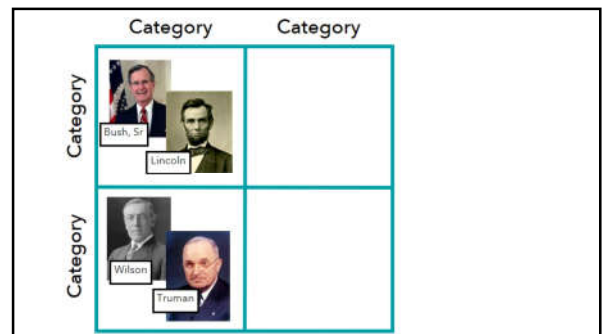 Category Category
Category
Bush, Sr
Lincoln
Category
Wilson
Truman